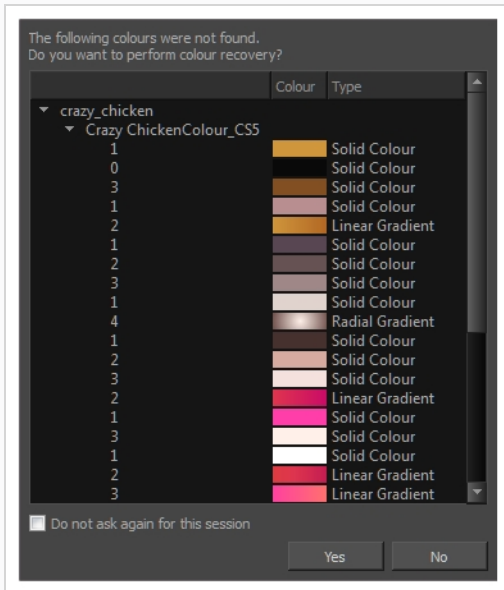 The following colours were not found.
Do you want to perform colour recovery?
Colour Type
crazy_chicken
Crazy ChickenColour_CS5
1 Solid Colour
0 Solid Colour
3 Solid Colour
1 Solid Colour
2 Linear Gradient
1 Solid Colour
2 Solid Colour
3 Solid Colour
1 Solid Colour
4 Radial Gradient
1 Solid Colour
2 Solid Colour
3 Solid Colour
2 Linear Gradient
1 Solid Colour
3 Solid Colour
1 Solid Colour
2 Linear Gradient
3 Linear Gradient
Do not ask again for this session
Yes No